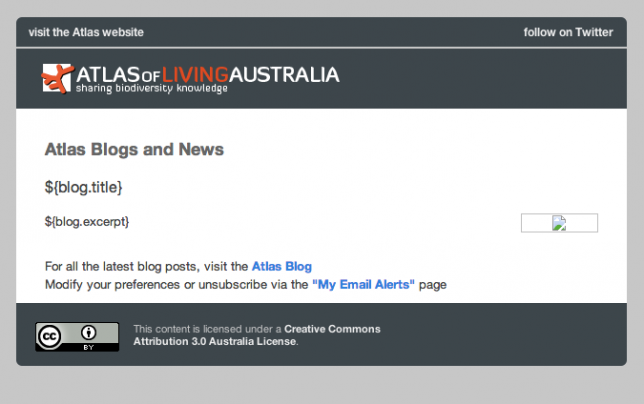 visit the Atlas website
follow on Twitter
ATLAS OF LIVING AUSTRALIA
sharing biodiversity knowledge
Atlas Blogs and News
${blog.title}
${blog.excerpt}
For all the latest blog posts, visit the Atlas Blog
Modify your preferences or unsubscribe via the "My Email Alerts" page
cc
BY
This content is licensed under a Creative Commons
Attribution 3.0 Australia License.